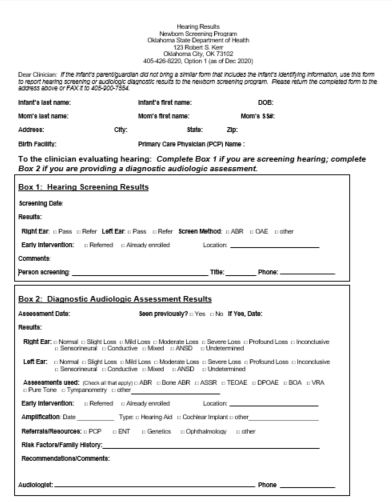 Hearing Results
Newborn Screening Program
Oklahoma State Department of Health
123 Robert S. Kerr
Oklahoma City, OK 73102
405-426-8220, Option 1 (as of Dec 2020)
Dear Clinician: If the infant's parent/guardian did not bring a similar form that includes the infant's identifying information, use this form
to report hearing screening or audiologic diagnostic results to the newborn screening program. Please return the completed form to the
address above or FAX it to 405-900-7554.
Infant's last name: Infant's first name: DOB:
Mom's last name: Mom's first name: Mom's SS#:
Address: City: State: Zip:
Birth Facility: Primary Care Physician (PCP) Name :
To the clinician evaluating hearing: Complete Box 1 if you are screening hearing; complete
Box 2 if you are providing a diagnostic audiologic assessment.
Box 1: Hearing Screening Results
Screening Date:
Results:
Right Ear: □ Pass □ Refer Left Ear: □ Pass □ Refer Screen Method: □ ABR □ OAE □ other
Early Intervention: □ Referred □ Already enrolled Location:
Comments:
Person screening: Title: Phone:
Box 2: Diagnostic Audiologic Assessment Results
Assessment Date: Seen previously? □ Yes □ No If Yes, Date:
Results:
Right Ear: □ Normal □ Slight Loss □ Mild Loss □ Moderate Loss □ Severe Loss □ Profound Loss □ Inconclusive
□ Sensorineural □ Conductive □ Mixed □ ANSD □ Undetermined
Left Ear: □ Normal □ Slight Loss □ Mild Loss □ Moderate Loss □ Severe Loss □ Profound Loss □ Inconclusive
□ Sensorineural □ Conductive □ Mixed □ ANSD □ Undetermined
Assessments used: (Check all that apply) □ ABR □ Bone ABR □ ASSR □ TEOAE □ DPOAE □ BOA □ VRA
□ Pure Tone □ Tympanometry □ other
Early Intervention: □ Referred □ Already enrolled Location:
Amplification: Date Type: □ Hearing Aid □ Cochlear Implant □ other
Referrals/Resources: □ PCP □ ENT □ Genetics □ Ophthalmology □ other
Risk Factors/Family History:
Recommendations/Comments:
Audiologist: Phone